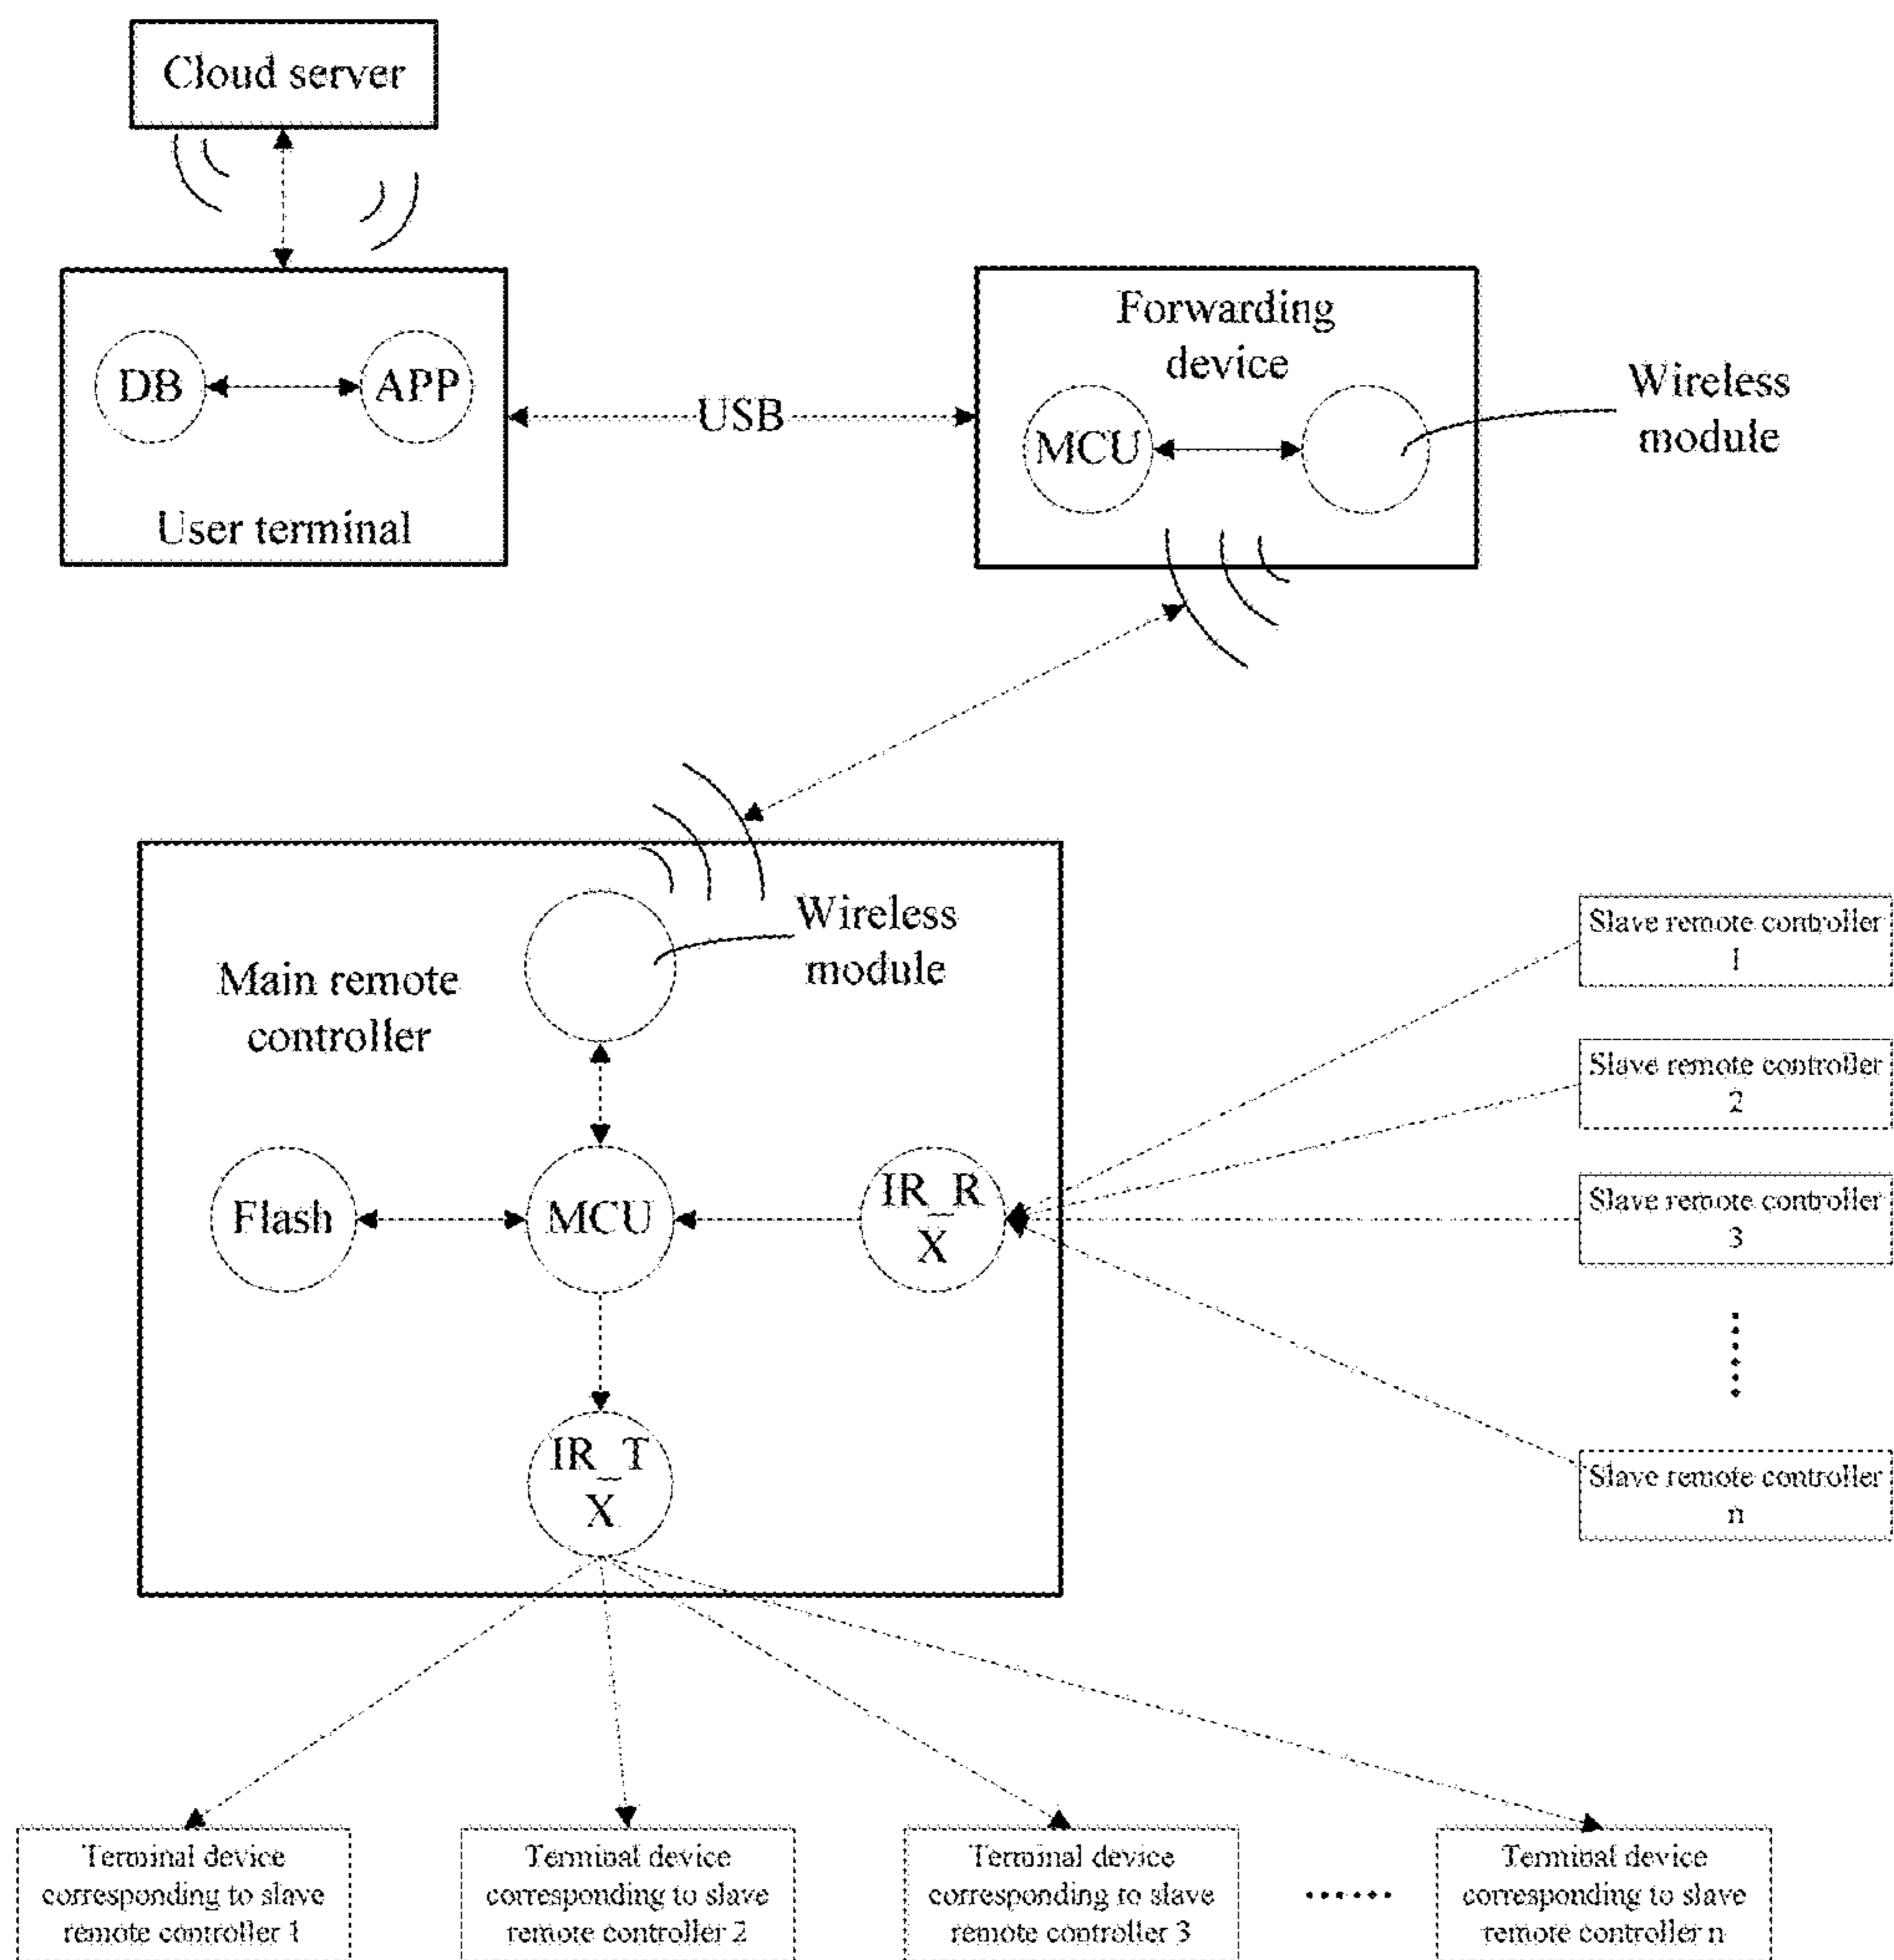 Cloud server
DB
APP
User terminal
USB
Forwarding
device
MCU
Wireless
module
Main remote
controller
Wireless
module
Flash
MCU
IR_R
X
IR_T
X
Slave remote controller
1
Slave remote controller
2
Slave remote controller
3
Slave remote controller
n
Terminal device
corresponding to slave
remote controller 1
Terminal device
corresponding to slave
remote controller 2
Terminal device
corresponding to slave
remote controller 3
Terminal device
corresponding to slave
remote controller n